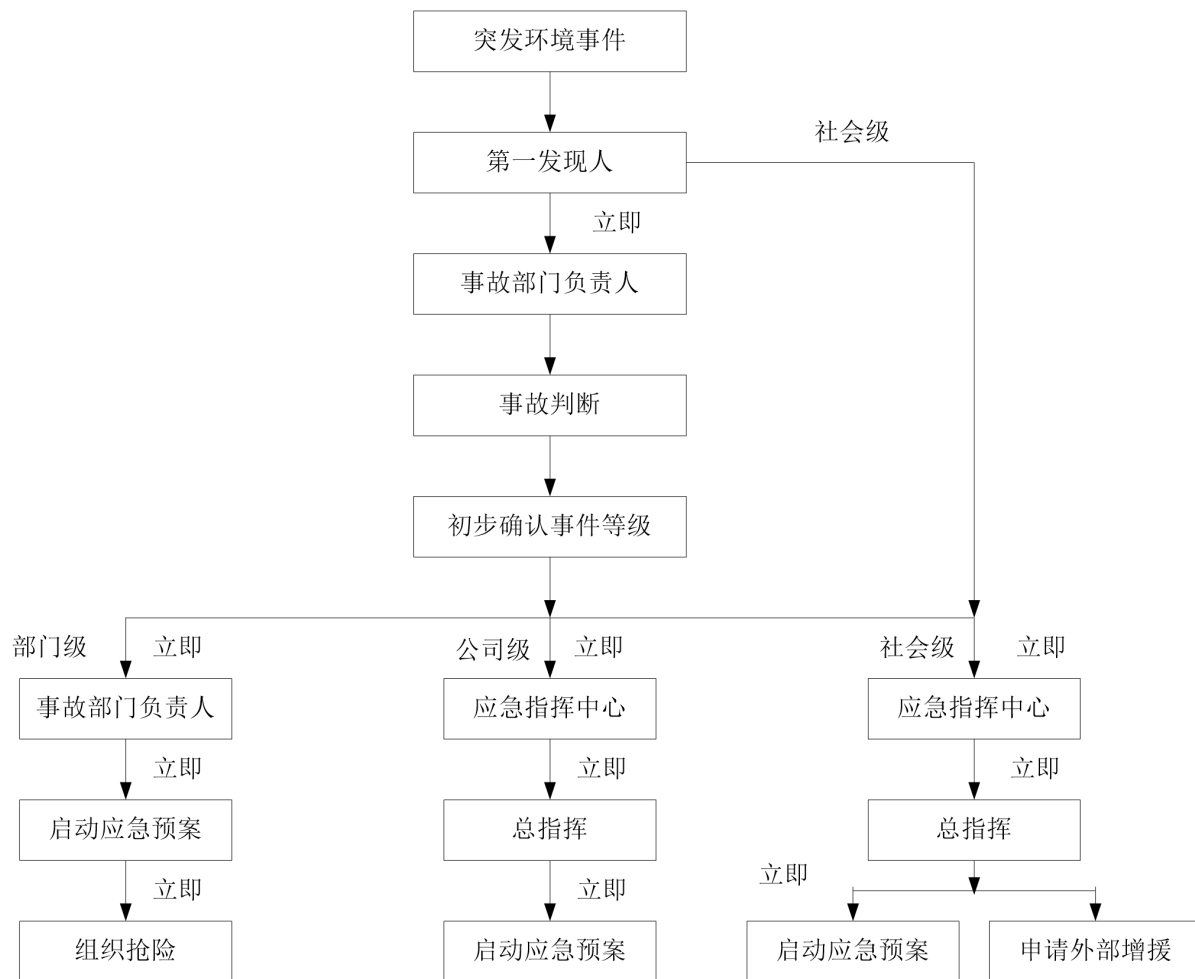 突发环境事件
社会级
第一发现人
立即
事故部门负责人
事故判断
初步确认事件等级
部门级
立即
公司级
立即
社会级
立即
事故部门负责人
应急指挥中心
应急指挥中心
立即
立即
立即
启动应急预案
总指挥
总指挥
立即
立即
立即
组织抢险
启动应急预案
启动应急预案
申请外部增援